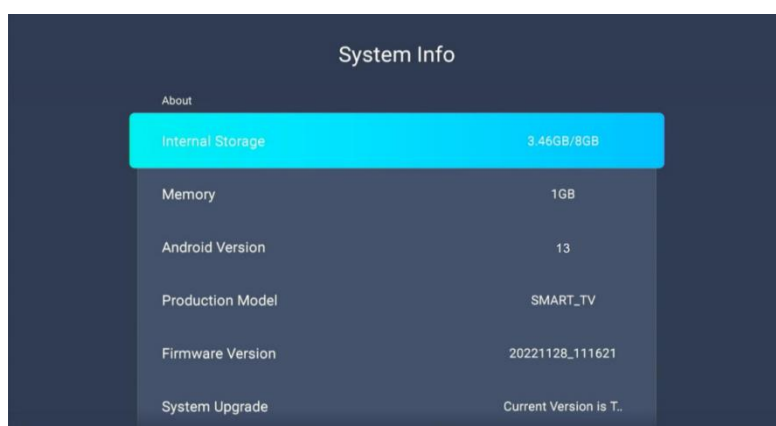 System Info
About
Internal Storage 3.46GB/8GB
Memory 1GB
Android Version 13
Production Model SMART_TV
Firmware Version 20221128_111621
System Upgrade Current Version is T..